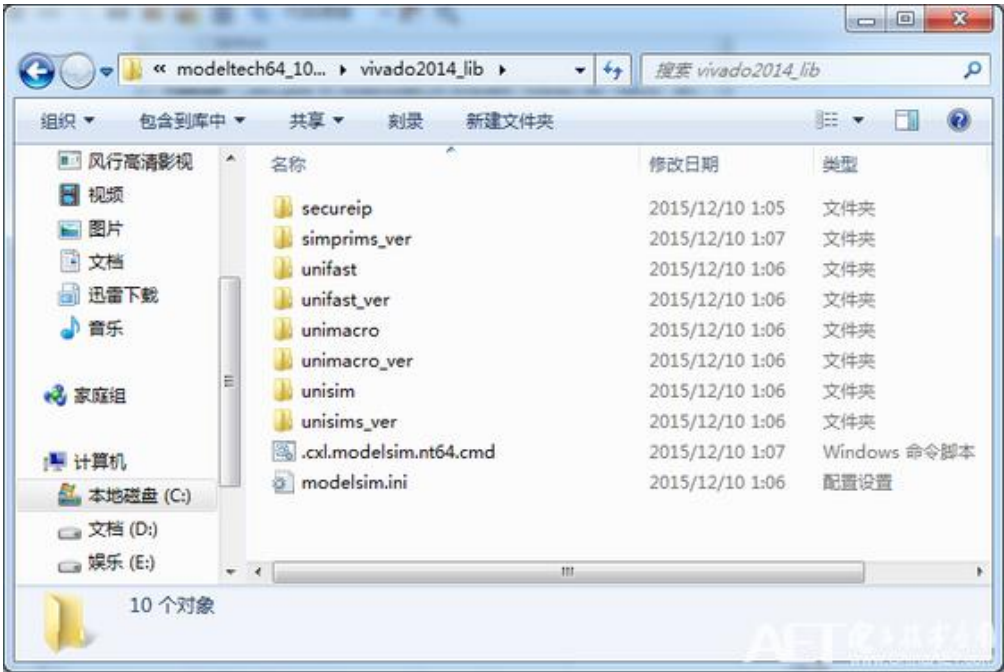 « modeltech64_10... ▸ vivado2014_lib ▸
搜索 vivado2014_lib
组织 包含到库中 共享 刻录 新建文件夹
名称 修改日期 类型
风行高清影视
视频
图片
文档
迅雷下载
音乐
家庭组
计算机
本地磁盘 (C:)
文档 (D:)
娱乐 (E:)
secureip 2015/12/10 1:05 文件夹
simprims_ver 2015/12/10 1:07 文件夹
unifast 2015/12/10 1:06 文件夹
unifast_ver 2015/12/10 1:06 文件夹
unimacro 2015/12/10 1:06 文件夹
unimacro_ver 2015/12/10 1:06 文件夹
unisim 2015/12/10 1:06 文件夹
unisims_ver 2015/12/10 1:06 文件夹
.cxl.modelsim.nt64.cmd 2015/12/10 1:07 Windows 命令脚本
modelsim.ini 2015/12/10 1:06 配置设置
10 个对象
AET